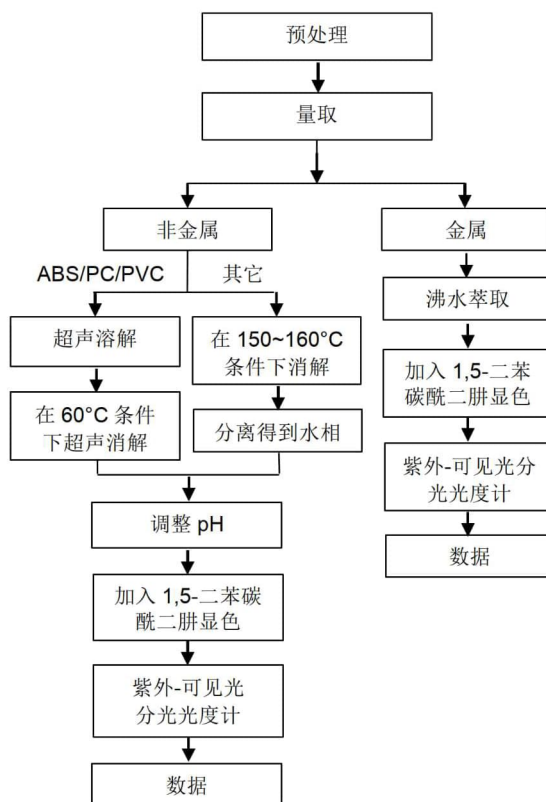 预处理
量取
非金属
金属
ABS/PC/PVC
其它
沸水萃取
超声溶解
在 150~160°C
条件下消解
加入 1,5-二苯
碳酰二肼显色
在 60°C 条件
下超声消解
分离得到水相
紫外-可见光分
光光度计
调整 pH
数据
加入 1,5-二苯碳
酰二肼显色
紫外-可见光
分光光度计
数据